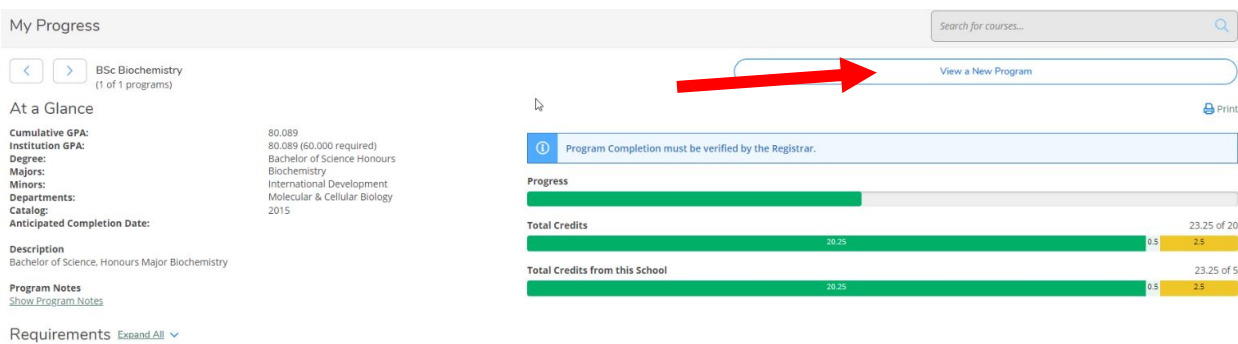 My Progress
Search for courses...
BSc Biochemistry
(1 of 1 programs)
View a New Program
At a Glance
Print
Cumulative GPA: 80.089
Institution GPA: 80.089 (60.000 required)
Degree: Bachelor of Science Honours
Majors: Biochemistry
Minors: International Development
Departments: Molecular & Cellular Biology
Catalog: 2015
Anticipated Completion Date:
Description
Bachelor of Science, Honours Major Biochemistry
Program Notes
Show Program Notes
Program Completion must be verified by the Registrar.
Progress
Total Credits 23.25 of 20
20.25 0.5 2.5
Total Credits from this School 23.25 of 5
20.25 0.5 2.5
Requirements Expand All